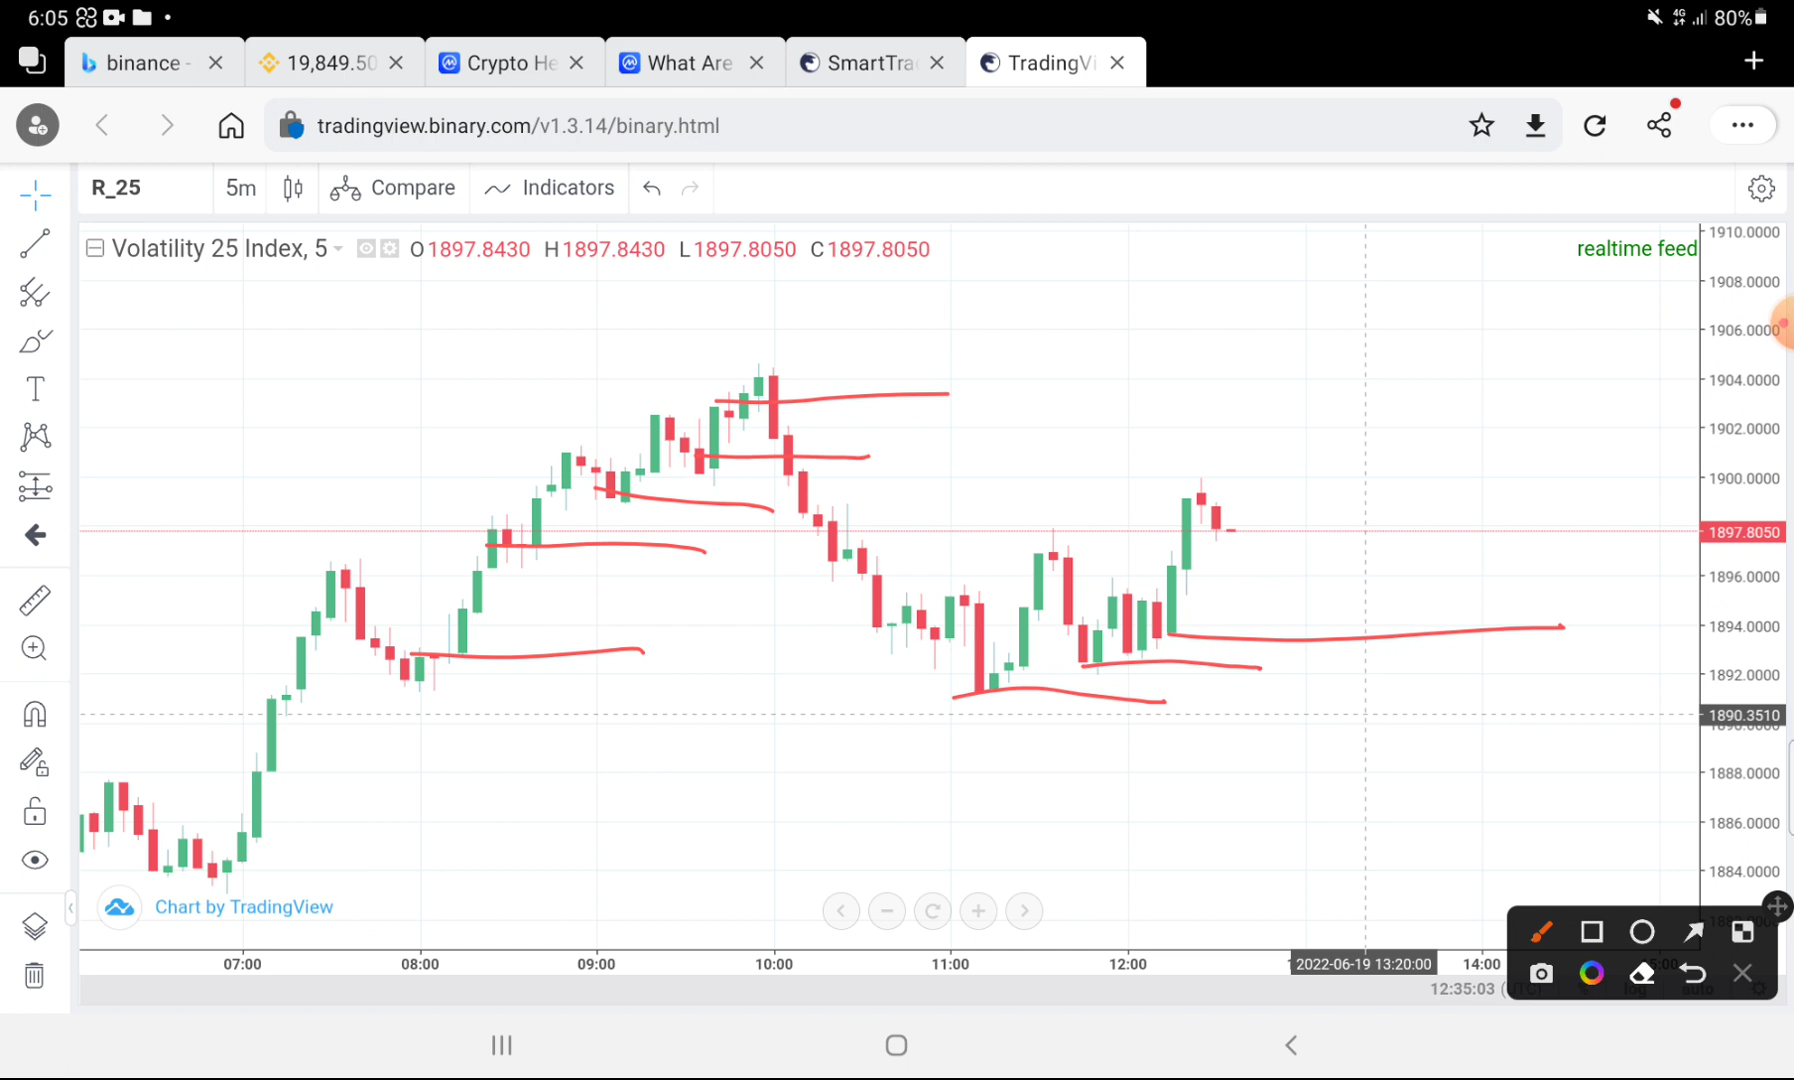 6:05
4G 80%
binance -
19,849.50
Crypto He
What Are
SmartTra
TradingVi
tradingview.binary.com/v1.3.14/binary.html
R_25 5m Compare Indicators
Volatility 25 Index, 5 O1897.8430 H1897.8430 L1897.8050 C1897.8050
realtime feed
1910.0000
1908.0000
1906.0000
1904.0000
1902.0000
1900.0000
1897.8050
1896.0000
1894.0000
1892.0000
1890.3510
1888.0000
1886.0000
1884.0000
Chart by TradingView
07:00 08:00 09:00 10:00 11:00 12:00 2022-06-19 13:20:00 14:00
12:35:03